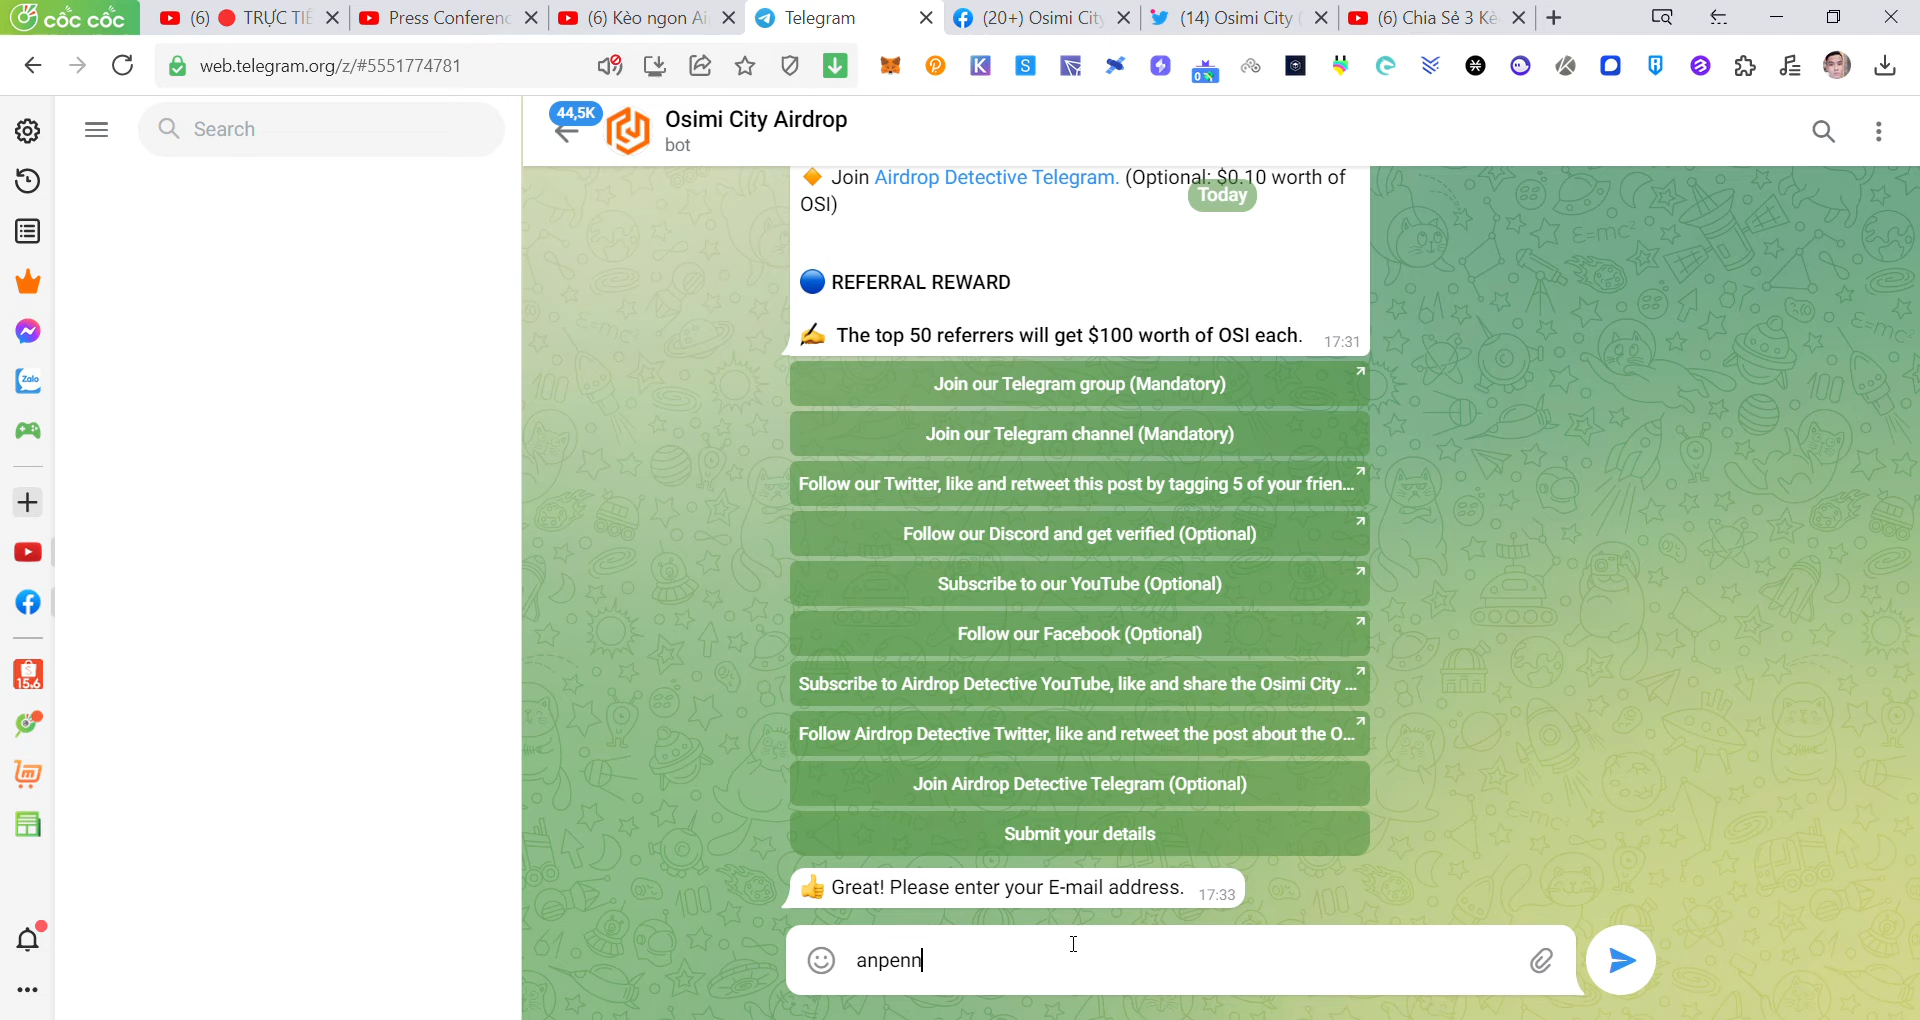 cốc cốc
(6) TRỰC TIẾ
Press Conferenc
(6) Kèo ngon Ai
Telegram
(20+) Osimi City
(14) Osimi City (
(6) Chia Sẻ 3 Kè
web.telegram.org/z/#5551774781
Search
44,5K
Osimi City Airdrop
bot
Today
🔶 Join Airdrop Detective Telegram. (Optional: $0.10 worth of
OSI)
🔵 REFERRAL REWARD
✍️ The top 50 referrers will get $100 worth of OSI each. 17:31
Join our Telegram group (Mandatory)
Join our Telegram channel (Mandatory)
Follow our Twitter, like and retweet this post by tagging 5 of your frien...
Follow our Discord and get verified (Optional)
Subscribe to our YouTube (Optional)
Follow our Facebook (Optional)
Subscribe to Airdrop Detective YouTube, like and share the Osimi City ...
Follow Airdrop Detective Twitter, like and retweet the post about the O...
Join Airdrop Detective Telegram (Optional)
Submit your details
👍 Great! Please enter your E-mail address. 17:33
anpenn
Zalo
15.6